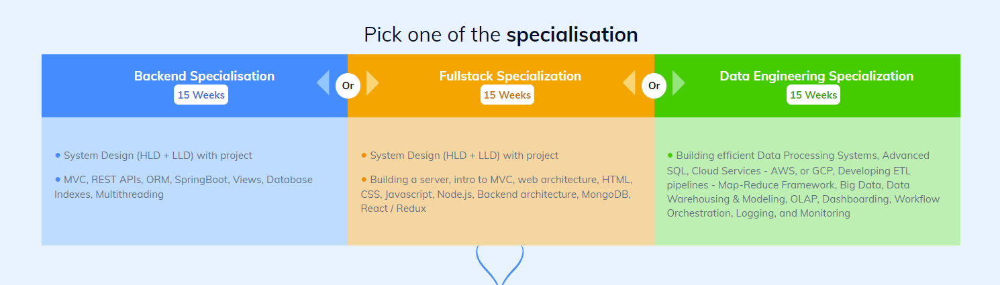 Pick one of the specialisation
Backend Specialisation
15 Weeks
Or
Fullstack Specialization
15 Weeks
Or
Data Engineering Specialization
15 Weeks
• System Design (HLD + LLD) with project
• MVC, REST APIs, ORM, SpringBoot, Views, Database
Indexes, Multithreading
• System Design (HLD + LLD) with project
• Building a server, intro to MVC, web architecture, HTML,
CSS, Javascript, Node.js, Backend architecture, MongoDB,
React / Redux
• Building efficient Data Processing Systems, Advanced
SQL, Cloud Services - AWS, or GCP, Developing ETL
pipelines - Map-Reduce Framework, Big Data, Data
Warehousing & Modeling, OLAP, Dashboarding, Workflow
Orchestration, Logging, and Monitoring